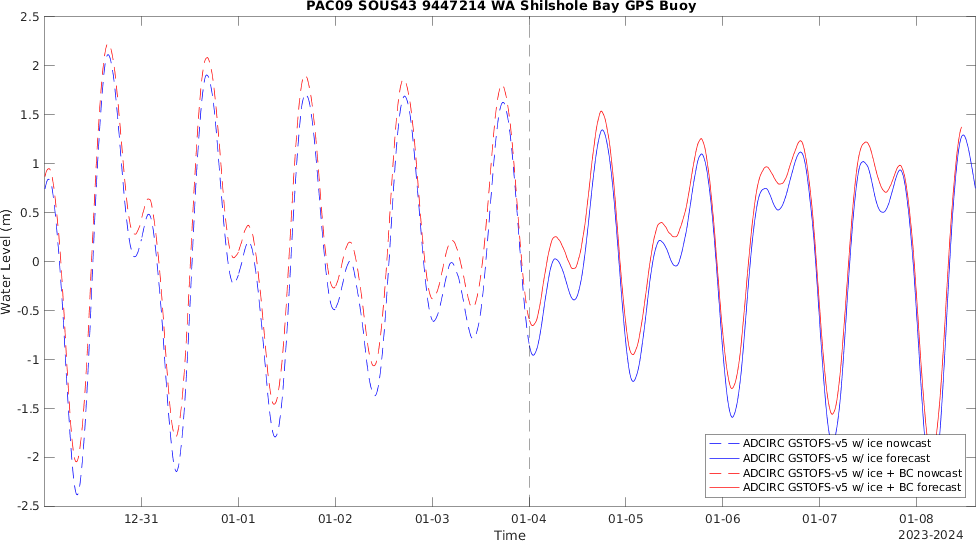 PAC09 SOUS43 9447214 WA Shilshole Bay GPS Buoy
2.5
2
1.5
1
0.5
0
-0.5
-1
-1.5
-2
-2.5
Water Level (m)
ADCIRC GSTOFS-v5 w/ ice nowcast
ADCIRC GSTOFS-v5 w/ ice forecast
ADCIRC GSTOFS-v5 w/ ice + BC nowcast
ADCIRC GSTOFS-v5 w/ ice + BC forecast
12-31 01-01 01-02 01-03 01-04 01-05 01-06 01-07 01-08
Time
2023-2024